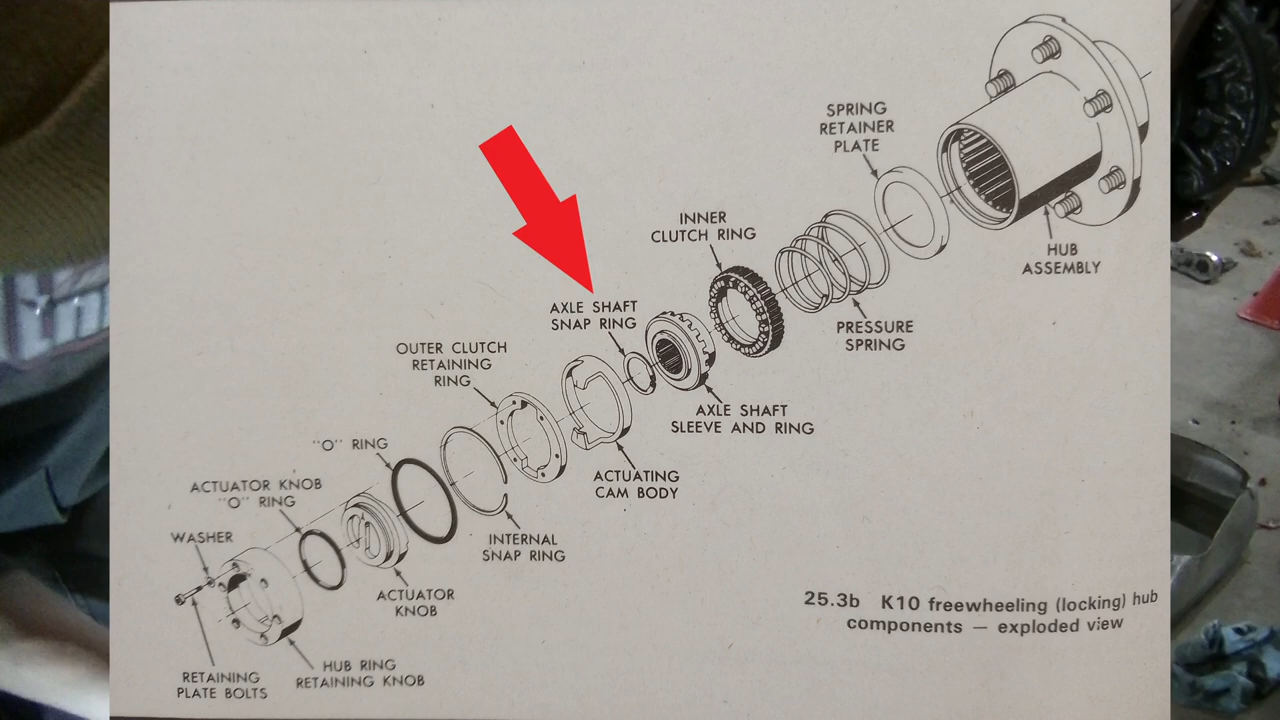 SPRING
RETAINER
PLATE
INNER
CLUTCH RING
HUB
ASSEMBLY
AXLE SHAFT
SNAP RING
PRESSURE
SPRING
OUTER CLUTCH
RETAINING
RING
AXLE SHAFT
SLEEVE AND RING
"O" RING
ACTUATING
CAM BODY
ACTUATOR KNOB
"O" RING
WASHER
INTERNAL
SNAP RING
ACTUATOR
KNOB
HUB RING
RETAINING KNOB
RETAINING
PLATE BOLTS
25.3b K10 freewheeling (locking) hub
components — exploded view